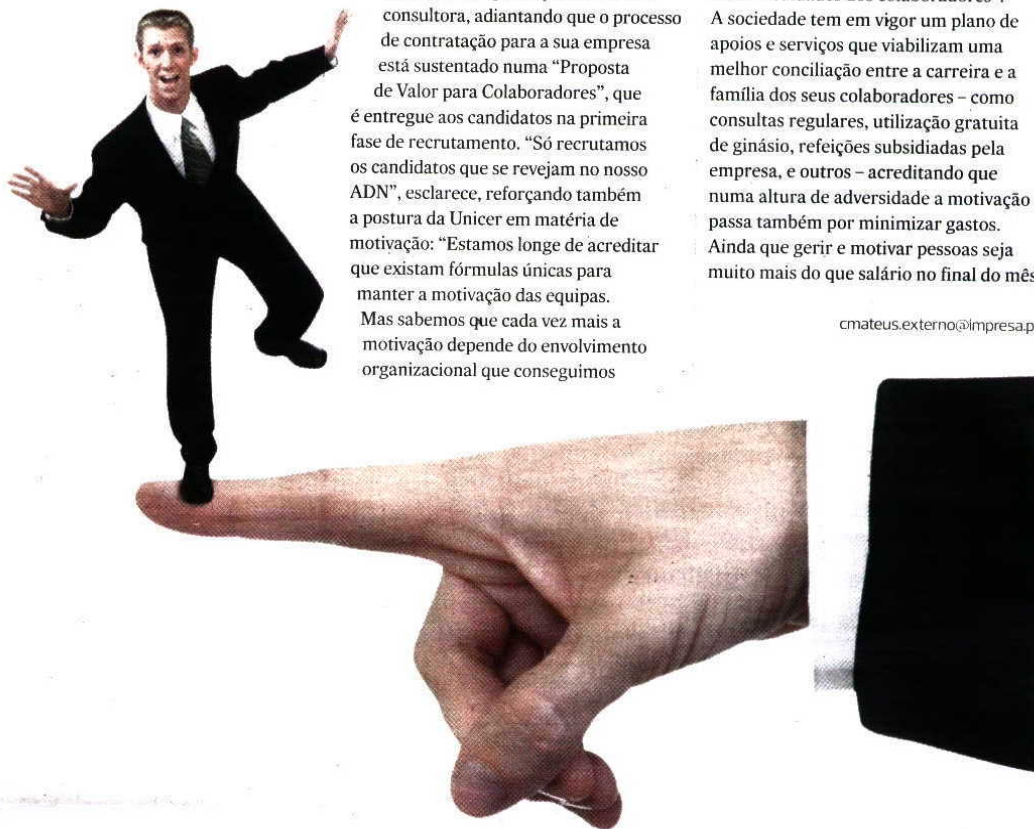 consultora, adiantando que o processo
de contratação para a sua empresa
está sustentado numa “Proposta
de Valor para Colaboradores”, que
é entregue aos candidatos na primeira
fase de recrutamento. “Só recrutamos
os candidatos que se revejam no nosso
ADN”, esclarece, reforçando também
a postura da Unicer em matéria de
motivação: “Estamos longe de acreditar
que existam fórmulas únicas para
manter a motivação das equipas.
Mas sabemos que cada vez mais a
motivação depende do envolvimento
organizacional que conseguimos
A sociedade tem em vigor um plano de
apoios e serviços que viabilizam uma
melhor conciliação entre a carreira e a
família dos seus colaboradores – como
consultas regulares, utilização gratuita
de ginásio, refeições subsidiadas pela
empresa, e outros – acreditando que
numa altura de adversidade a motivação
passa também por minimizar gastos.
Ainda que gerir e motivar pessoas seja
muito mais do que salário no final do mês
cmateus.externo@impresa.p